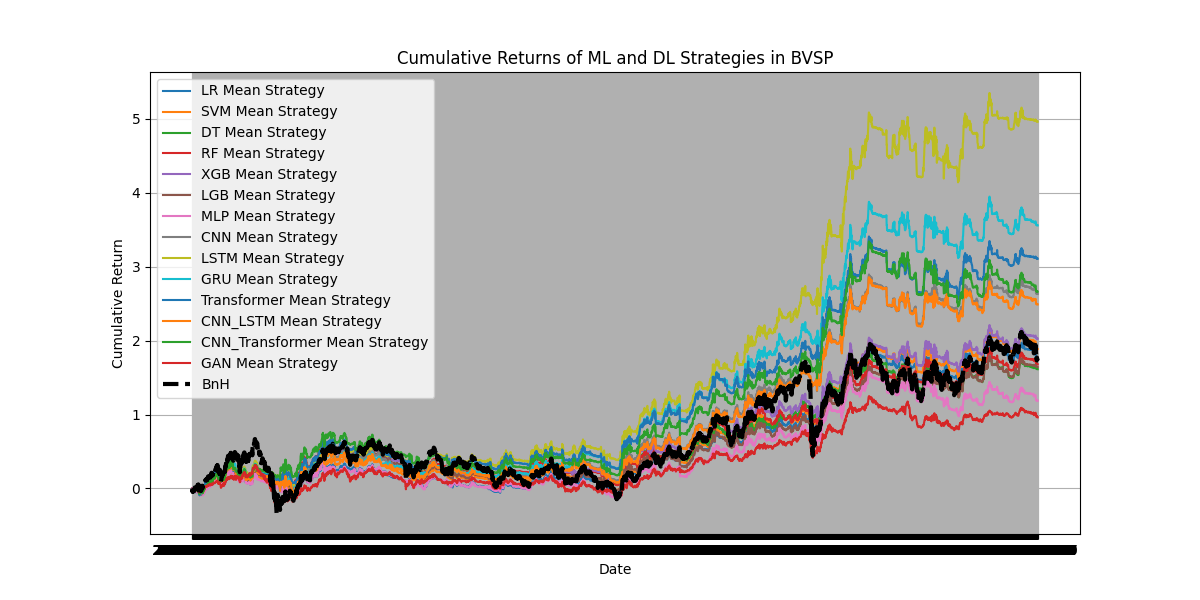 Cumulative Returns of ML and DL Strategies in BVSP
LR Mean Strategy
SVM Mean Strategy
DT Mean Strategy
RF Mean Strategy
XGB Mean Strategy
LGB Mean Strategy
MLP Mean Strategy
CNN Mean Strategy
LSTM Mean Strategy
GRU Mean Strategy
Transformer Mean Strategy
CNN_LSTM Mean Strategy
CNN_Transformer Mean Strategy
GAN Mean Strategy
BnH
Cumulative Return
5
4
3
2
1
0
Date